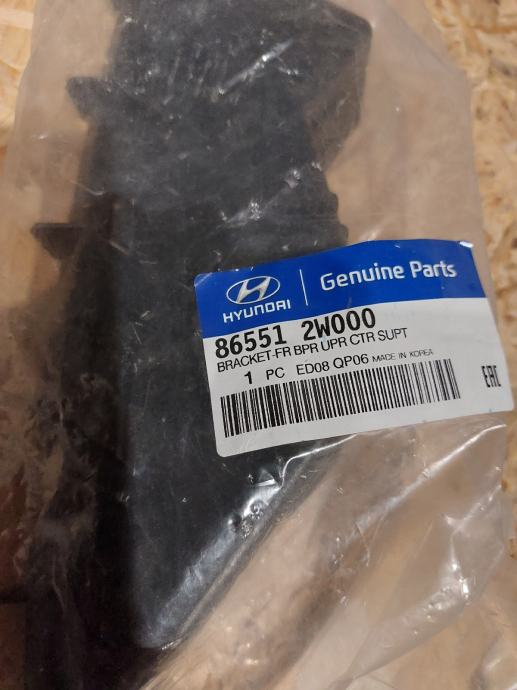 HYUNDAI
Genuine Parts
86551 2W000
BRACKET-FR BPR UPR CTR SUPT
1 PC ED08 QP06 MADE IN KOREA
EAC